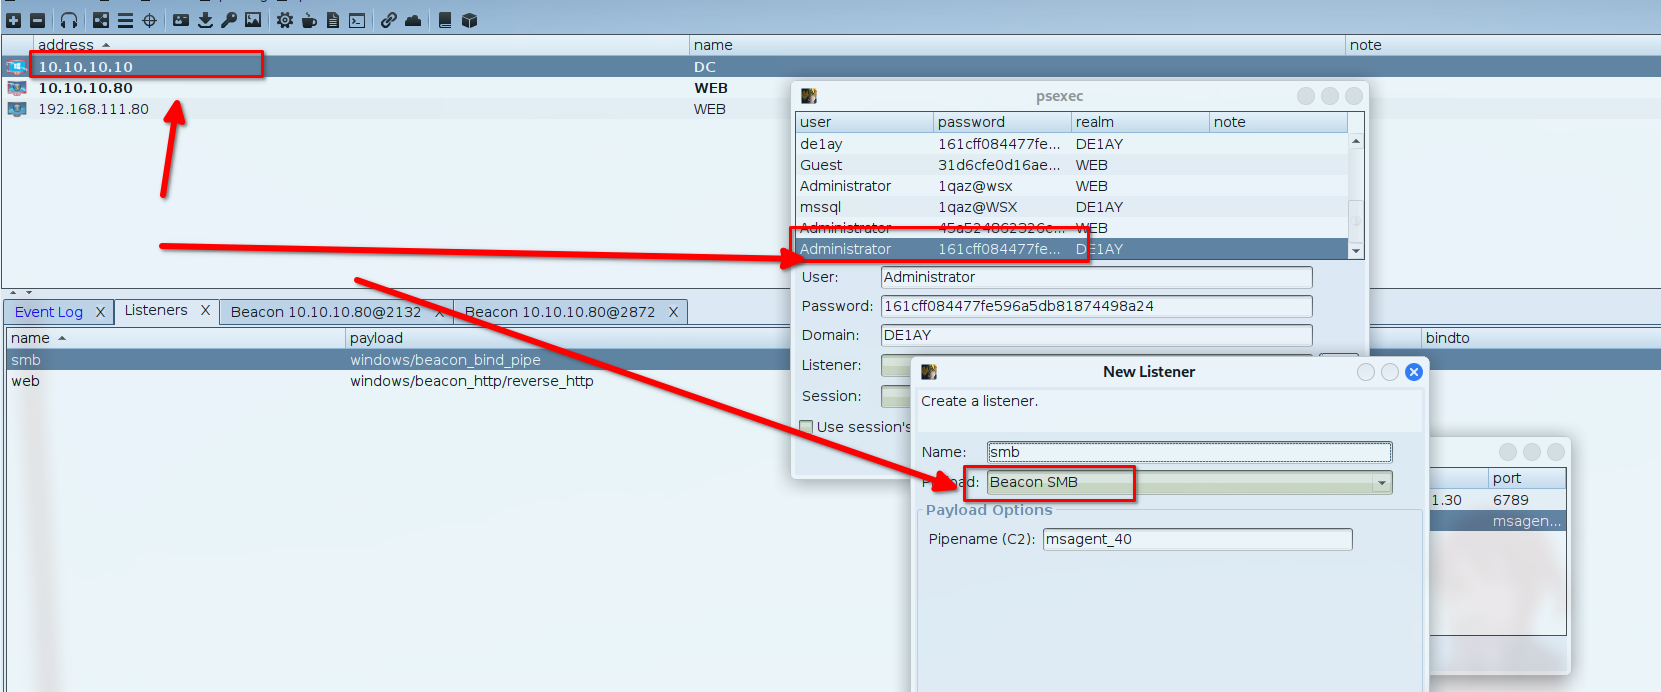 address name note
10.10.10.10 DC
10.10.10.80 WEB
192.168.111.80 WEB
psexec
user password realm note
de1ay 161cff084477fe... DE1AY
Guest 31d6cfe0d16ae... WEB
Administrator 1qaz@wsx WEB
mssql 1qaz@WSX DE1AY
Administrator WEB
Administrator 161cff084477fe... DE1AY
User: Administrator
Password: 161cff084477fe596a5db81874498a24
Domain: DE1AY
Listener:
Session:
Use session's
Event Log X Listeners X Beacon 10.10.10.80@2132 X Beacon 10.10.10.80@2872 X
name payload bindto
smb windows/beacon_bind_pipe
web windows/beacon_http/reverse_http
New Listener
Create a listener.
Name: smb
Beacon SMB
Payload Options
Pipename (C2): msagent_40
port
1.30 6789
msagen...